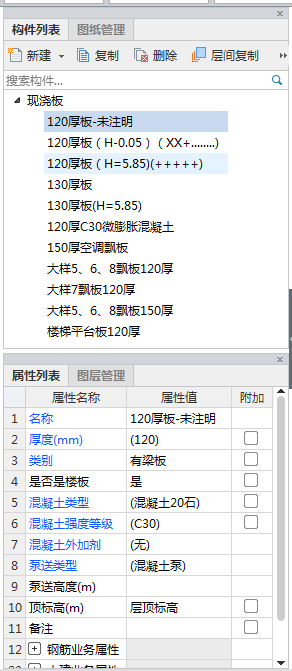 构件列表 图纸管理
新建 复制 删除 层间复制 »
搜索构件...
现浇板
120厚板-未注明
120厚板（H-0.05）（XX+........)
120厚板（H=5.85)(+++++)
130厚板
130厚板(H=5.85)
120厚C30微膨胀混凝土
150厚空调飘板
大样5、6、8飘板120厚
大样7飘板120厚
大样5、6、8飘板150厚
楼梯平台板120厚
属性列表 图层管理
属性名称 属性值 附加
1 名称 120厚板-未注明
2 厚度(mm) (120)
3 类别 有梁板
4 是否是楼板 是
5 混凝土类型 (混凝土20石)
6 混凝土强度等级 (C30)
7 混凝土外加剂 (无)
8 泵送类型 (混凝土泵)
9 泵送高度(m)
10 顶标高(m) 层顶标高
11 备注
12 钢筋业务属性